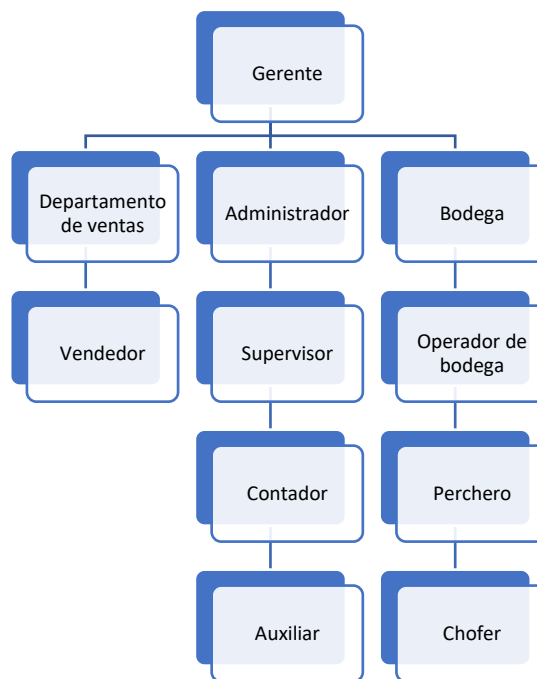 Gerente
Departamento
de ventas
Administrador
Bodega
Vendedor
Supervisor
Operador de
bodega
Contador
Perchero
Auxiliar
Chofer